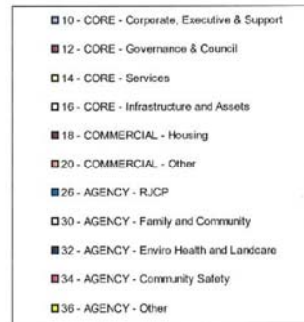 10 - CORE - Corporate, Executive & Support
12 - CORE - Governance & Council
14 - CORE - Services
16 - CORE - Infrastructure and Assets
18 - COMMERCIAL - Housing
20 - COMMERCIAL - Other
26 - AGENCY - RJCP
30 - AGENCY - Family and Community
32 - AGENCY - Enviro Health and Landcare
34 - AGENCY - Community Safety
36 - AGENCY - Other